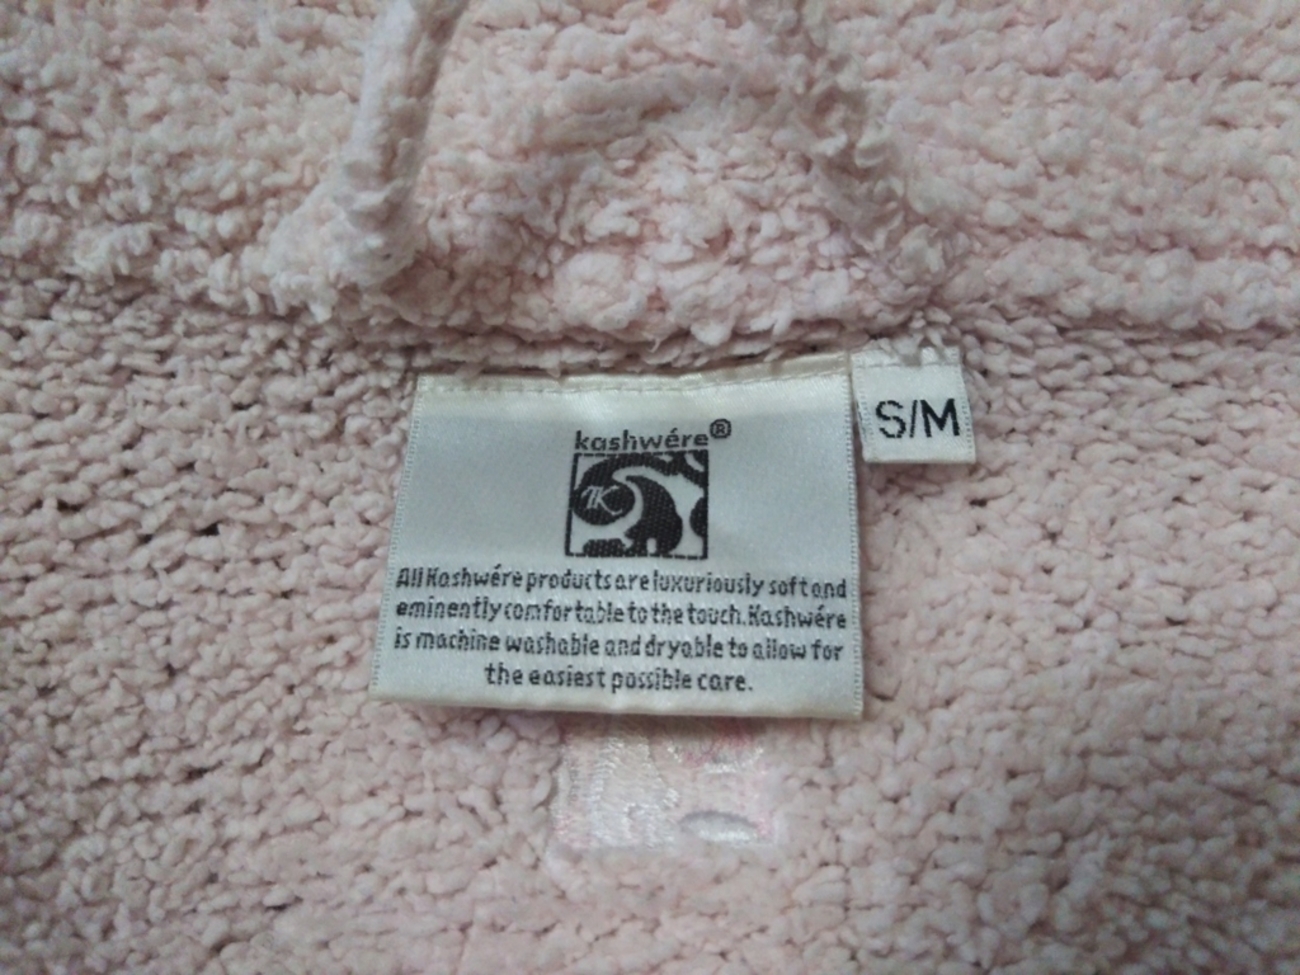 kashwére®
TK
S/M
All Kashwére products are luxuriously soft and
eminently comfortable to the touch. Kashwére
is machine washable and dryable to allow for
the easiest possible care.